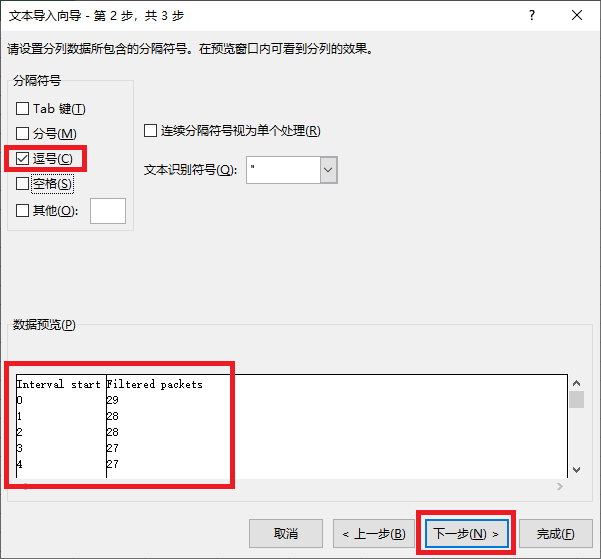 文本导入向导 - 第 2 步，共 3 步
?
请设置分列数据所包含的分隔符号。在预览窗口内可看到分列的效果。
分隔符号
Tab 键(T)
分号(M)
逗号(C)
空格(S)
其他(O):
连续分隔符号视为单个处理(R)
文本识别符号(Q): "
数据预览(P)
Interval start Filtered packets
0 29
1 28
2 28
3 27
4 27
取消
< 上一步(B)
下一步(N) >
完成(F)